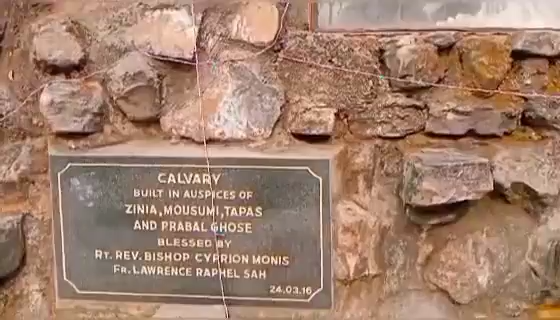 CALVARY
BUILT IN AUSPICES OF
ZINIA, MOUSUMI, TAPAS
AND PRABAL GHOSE
BLESSED BY
RT. REV. BISHOP CYPRION MONIS
FR. LAWRENCE RAPHEL SAH
24.03.16